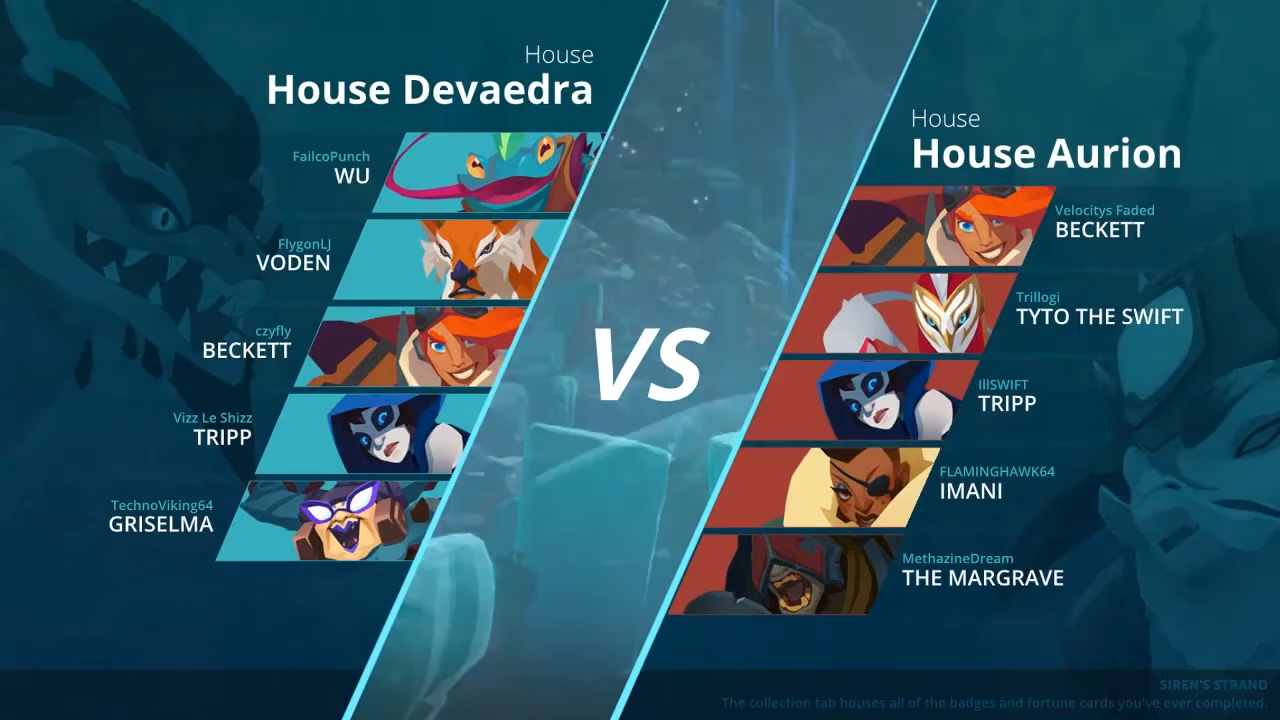 House
House Devaedra
FailcoPunch
WU
FlygonLJ
VODEN
czyfly
BECKETT
Vizz Le Shizz
TRIPP
TechnoViking64
GRISELMA
VS
House
House Aurion
Velocitys Faded
BECKETT
Trillogi
TYTO THE SWIFT
IllSWIFT
TRIPP
FLAMINGHAWK64
IMANI
MethazineDream
THE MARGRAVE
SIREN'S STRAND
The collection tab houses all of the badges and fortune cards you've ever completed.